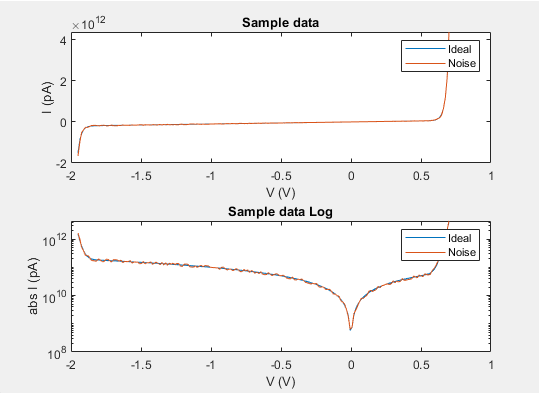 Sample data
×10^12
4
2
0
-2
I (pA)
-2 -1.5 -1 -0.5 0 0.5 1
V (V)
Ideal
Noise
Sample data Log
10^12
10^10
10^8
abs I (pA)
-2 -1.5 -1 -0.5 0 0.5 1
V (V)
Ideal
Noise